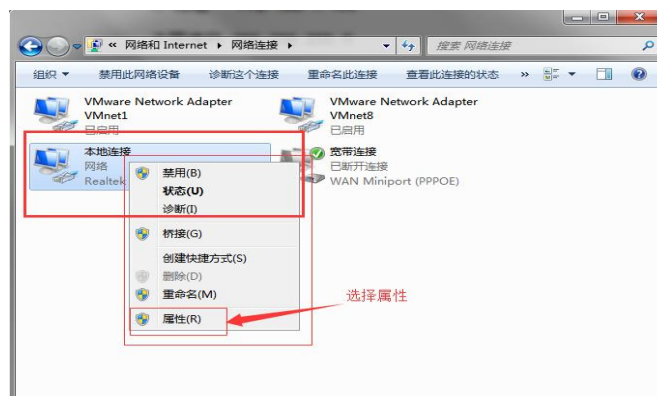 « 网络和 Internet ▸ 网络连接 ▸
搜索 网络连接
组织 ▼ 禁用此网络设备 诊断这个连接 重命名此连接 查看此连接的状态 »
VMware Network Adapter
VMnet1
已启用
VMware Network Adapter
VMnet8
已启用
本地连接
网络
Realtek
宽带连接
已断开连接
WAN Miniport (PPPOE)
禁用(B)
状态(U)
诊断(I)
桥接(G)
创建快捷方式(S)
删除(D)
重命名(M)
属性(R)
选择属性